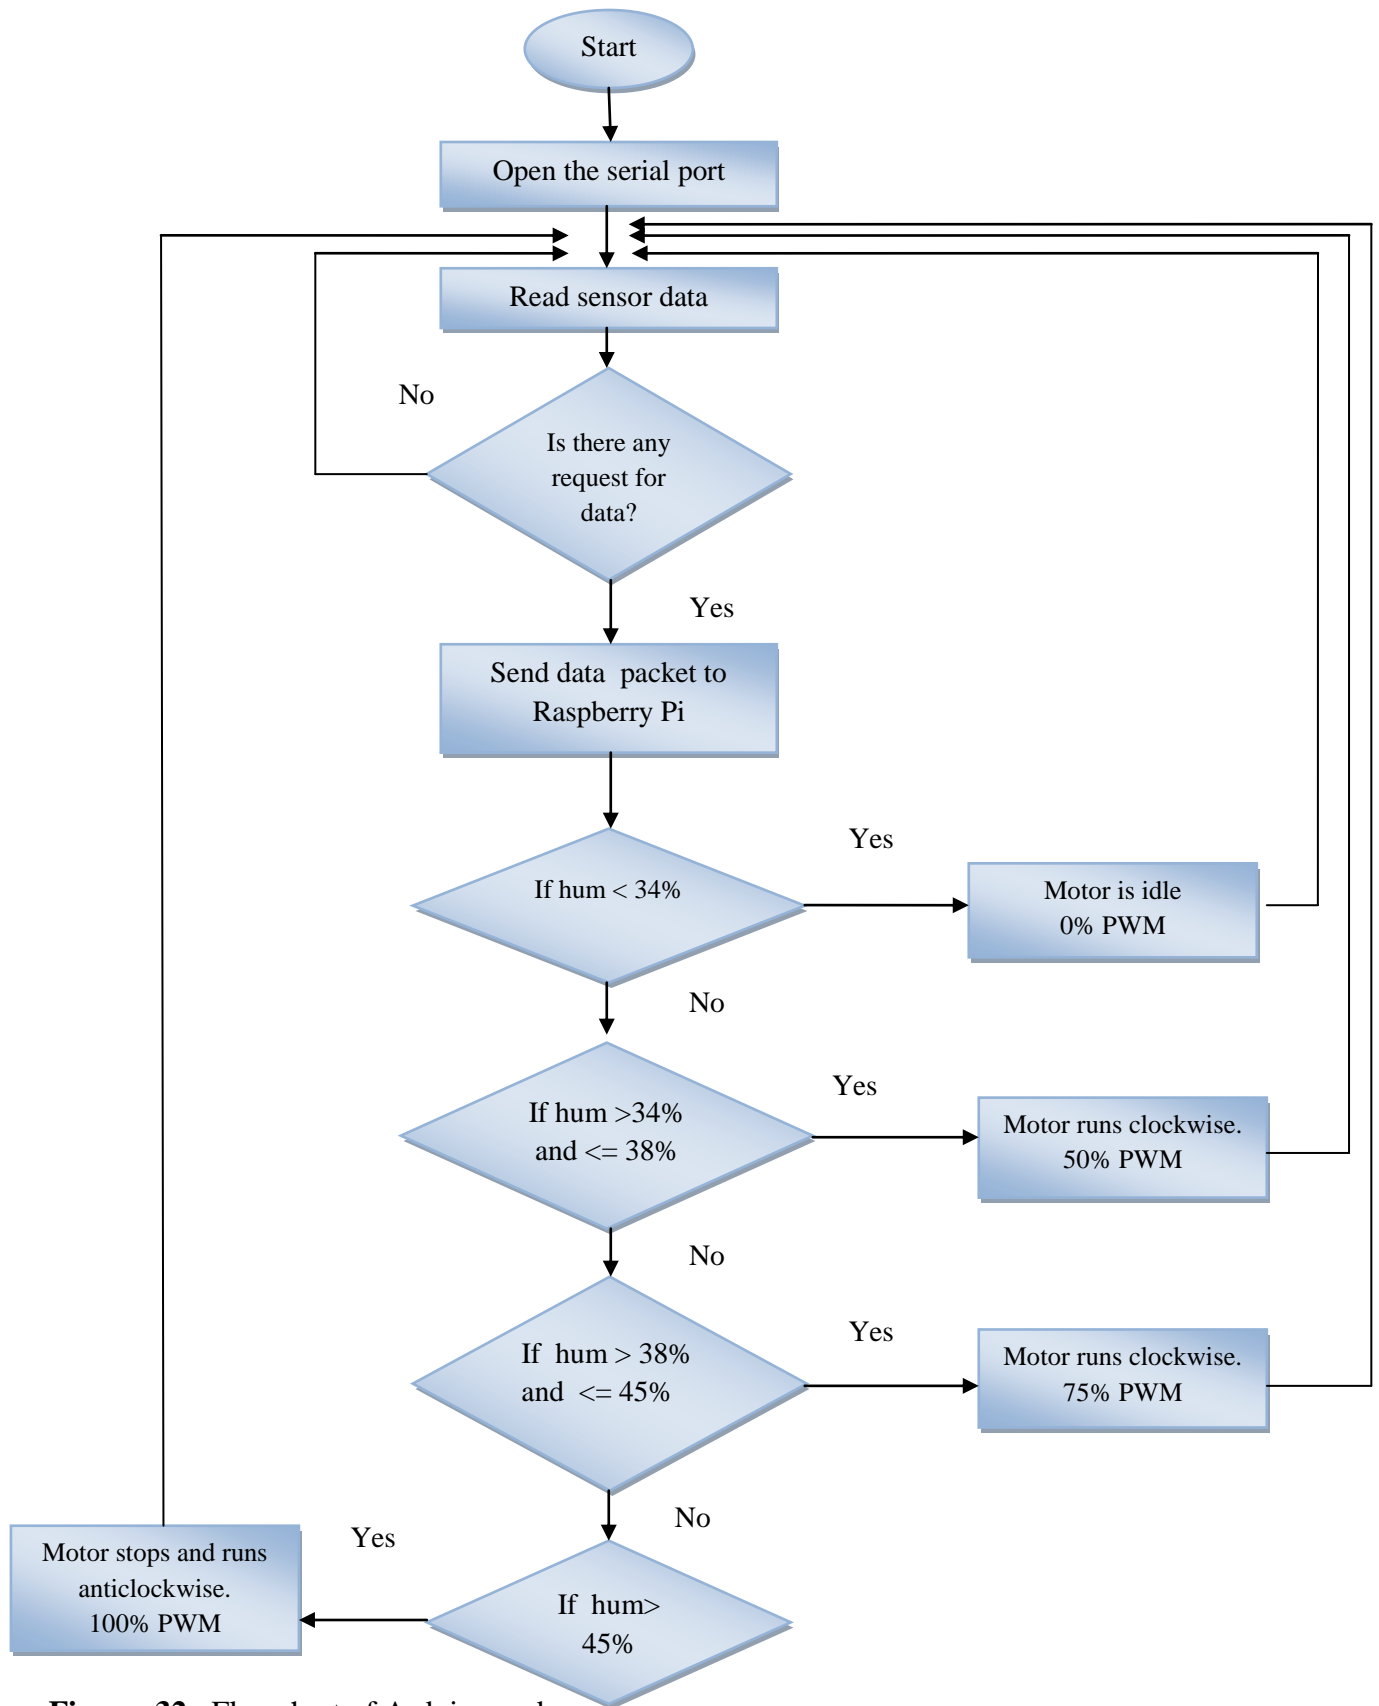 Start
Open the serial port
Read sensor data
No
Is there any
request for
data?
Yes
Send data  packet to
Raspberry Pi
Yes
If hum < 34%
Motor is idle
0% PWM
No
Yes
If hum >34%
and <= 38%
Motor runs clockwise.
50% PWM
No
Yes
If  hum > 38%
and  <= 45%
Motor runs clockwise.
75% PWM
No
Yes
Motor stops and runs
anticlockwise.
100% PWM
If  hum>
45%
Figure 32. Flowchart of Arduino code